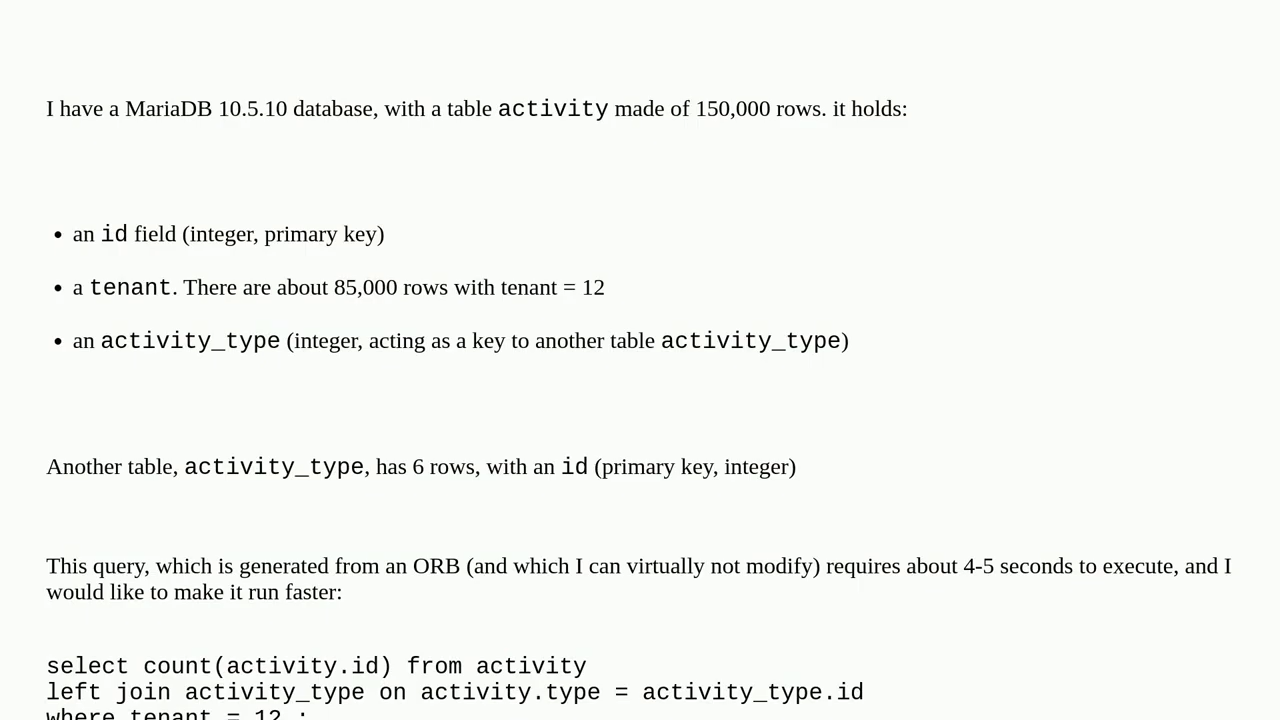 I have a MariaDB 10.5.10 database, with a table activity made of 150,000 rows. it holds:
• an id field (integer, primary key)
• a tenant. There are about 85,000 rows with tenant = 12
• an activity_type (integer, acting as a key to another table activity_type)
Another table, activity_type, has 6 rows, with an id (primary key, integer)
This query, which is generated from an ORB (and which I can virtually not modify) requires about 4-5 seconds to execute, and I
would like to make it run faster:
select count(activity.id) from activity
left join activity_type on activity.type = activity_type.id
where tenant = 12 ;